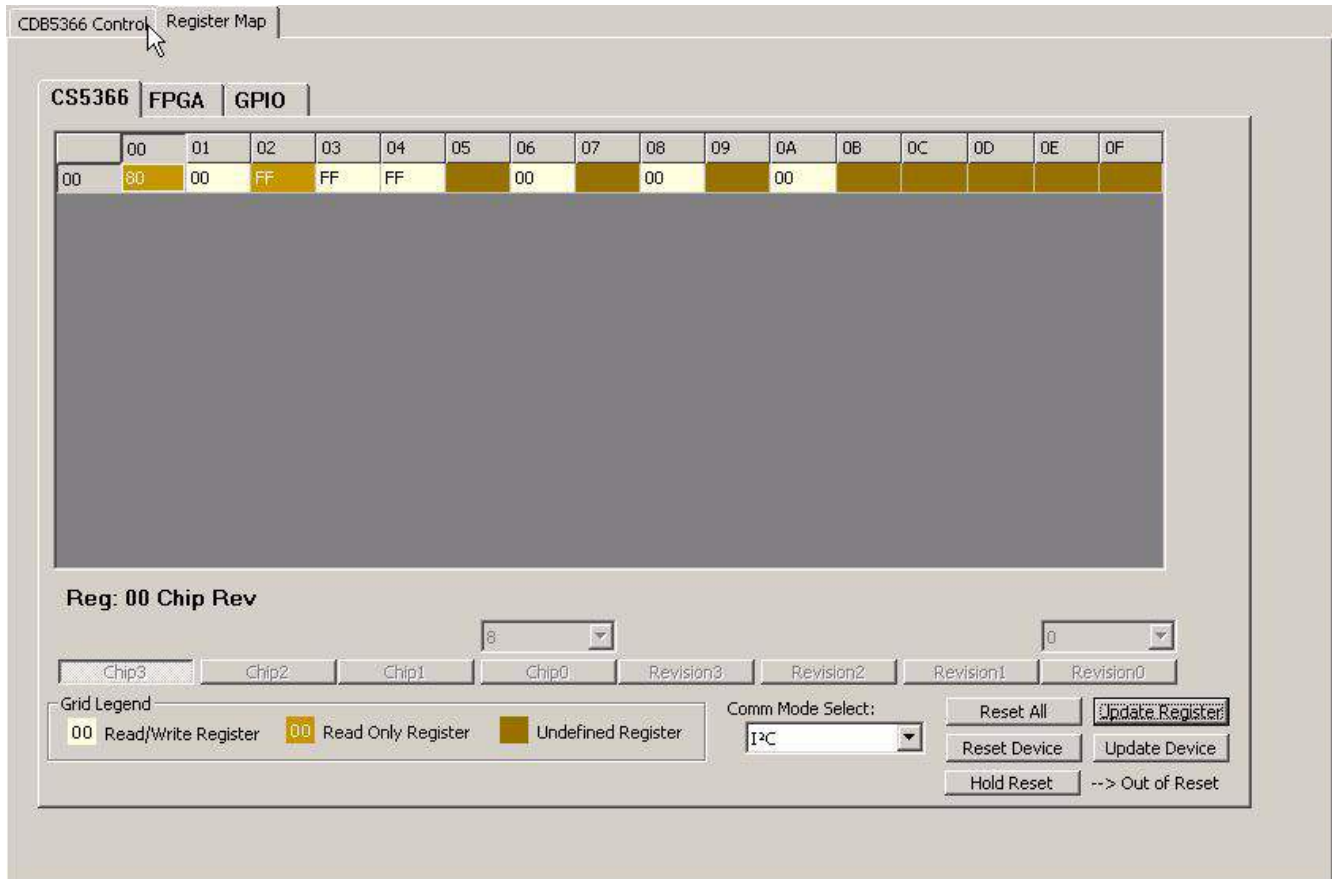 CDB5366 Control Register Map
CS5366 FPGA GPIO
00 01 02 03 04 05 06 07 08 09 0A 0B 0C 0D 0E 0F
00 80 00 FF FF FF 00 00 00
Reg: 00 Chip Rev
8 0
Chip3 Chip2 Chip1 Chip0 Revision3 Revision2 Revision1 Revision0
Grid Legend
00 Read/Write Register 00 Read Only Register Undefined Register
Comm Mode Select:
I²C
Reset All Update Register
Reset Device Update Device
Hold Reset --> Out of Reset